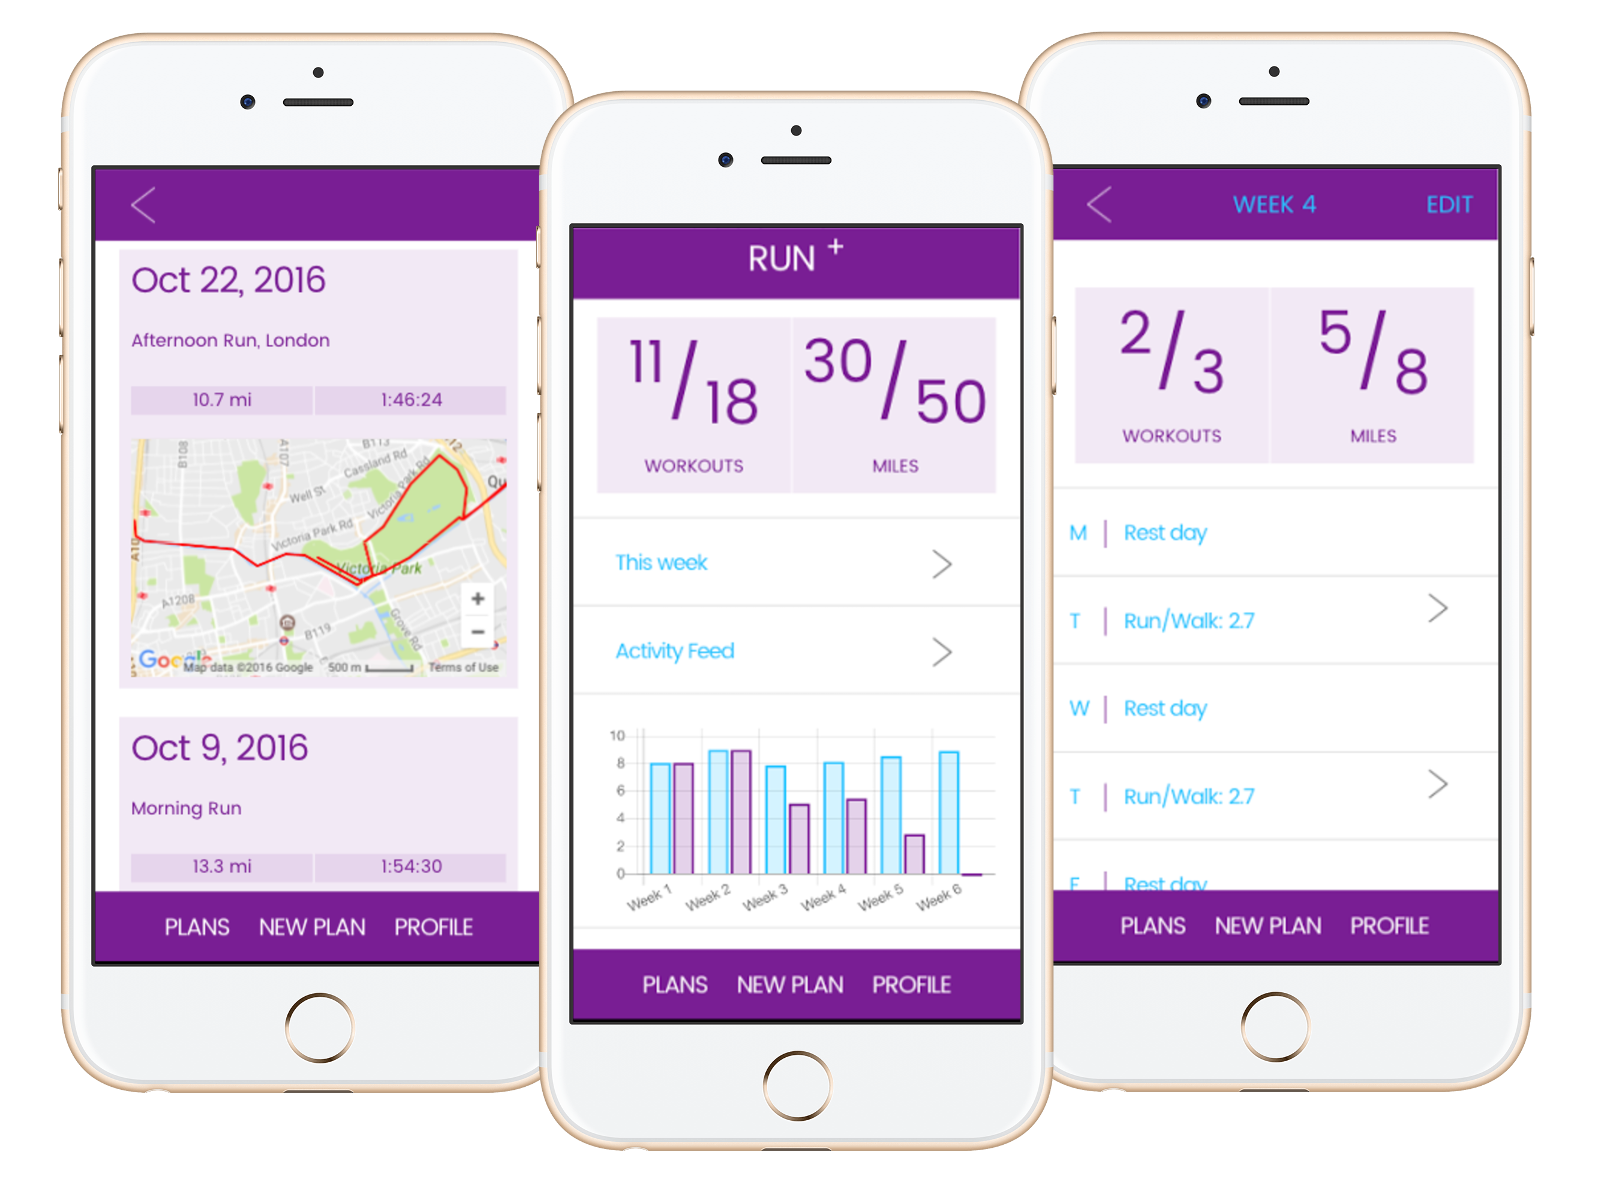 Oct 22, 2016
Afternoon Run, London
10.7 mi 1:46:24
B108
A107
B113
12
Cassland Rd
Well St
Victoria Park Rd
Victoria Park Rd
Qu
A10
Victoria Park
A1208
B119
Grove Rd
+
−
Google
Map data ©2016 Google 500 m Terms of Use
Oct 9, 2016
Morning Run
13.3 mi 1:54:30
PLANS NEW PLAN PROFILE
RUN +
11/18 30/50
WORKOUTS MILES
This week
Activity Feed
10
8
6
4
2
0
Week 1 Week 2 Week 3 Week 4 Week 5 Week 6
PLANS NEW PLAN PROFILE
WEEK 4 EDIT
2/3 5/8
WORKOUTS MILES
M | Rest day
T | Run/Walk: 2.7
W | Rest day
T | Run/Walk: 2.7
F | Rest day
PLANS NEW PLAN PROFILE